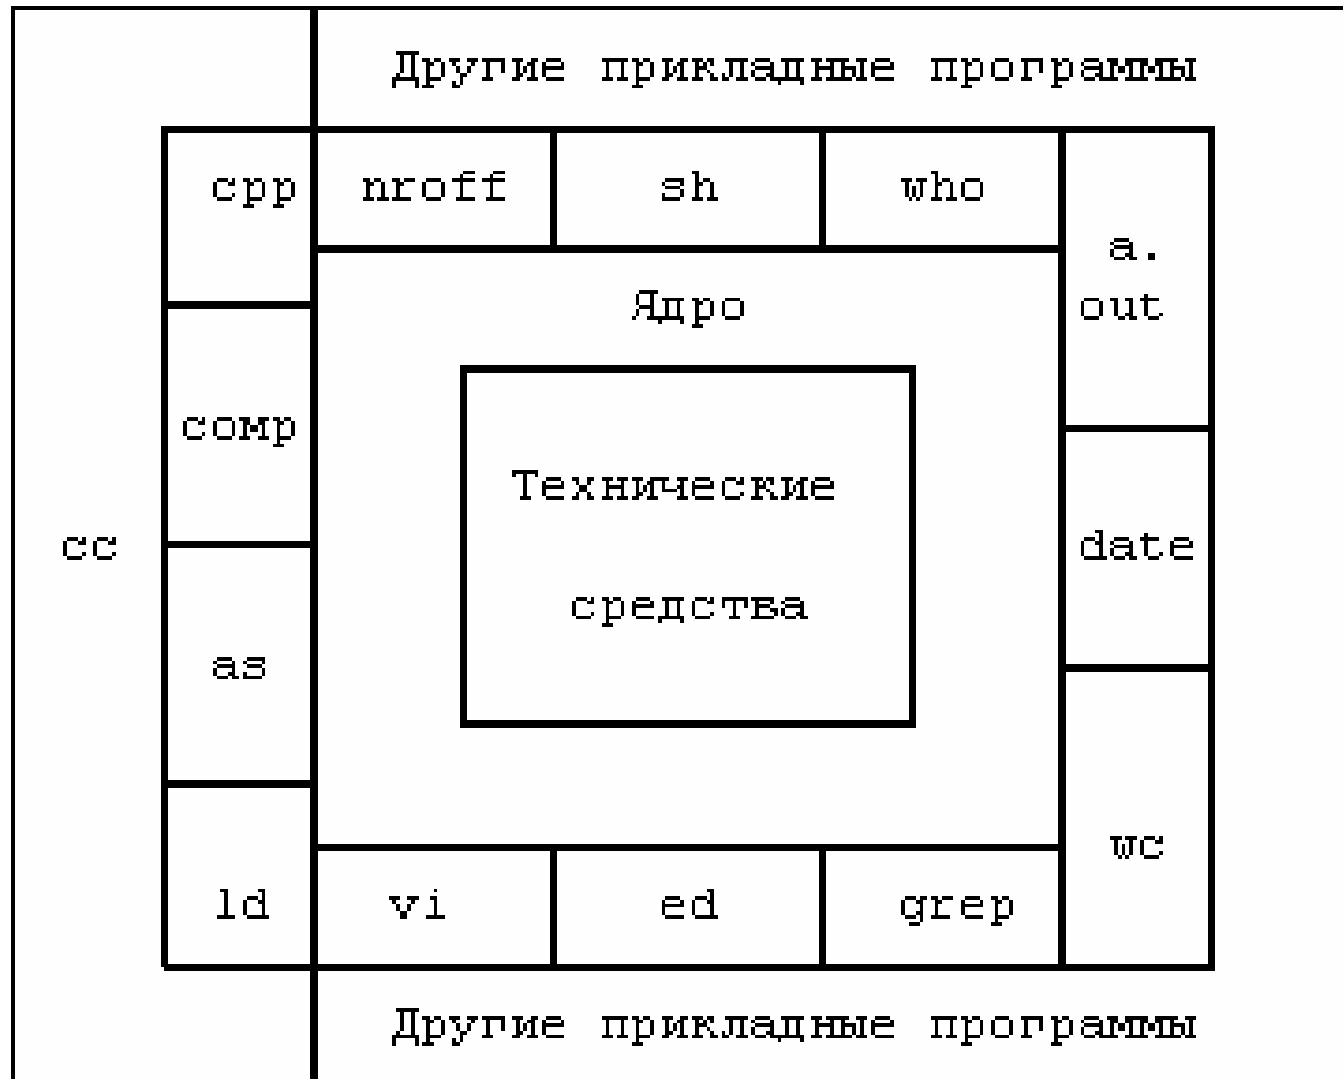 Другие прикладные программы
cpp nroff sh who
a.
out
Ядро
comp
Технические
cc
date
средства
as
wc
ld vi ed grep
Другие прикладные программы